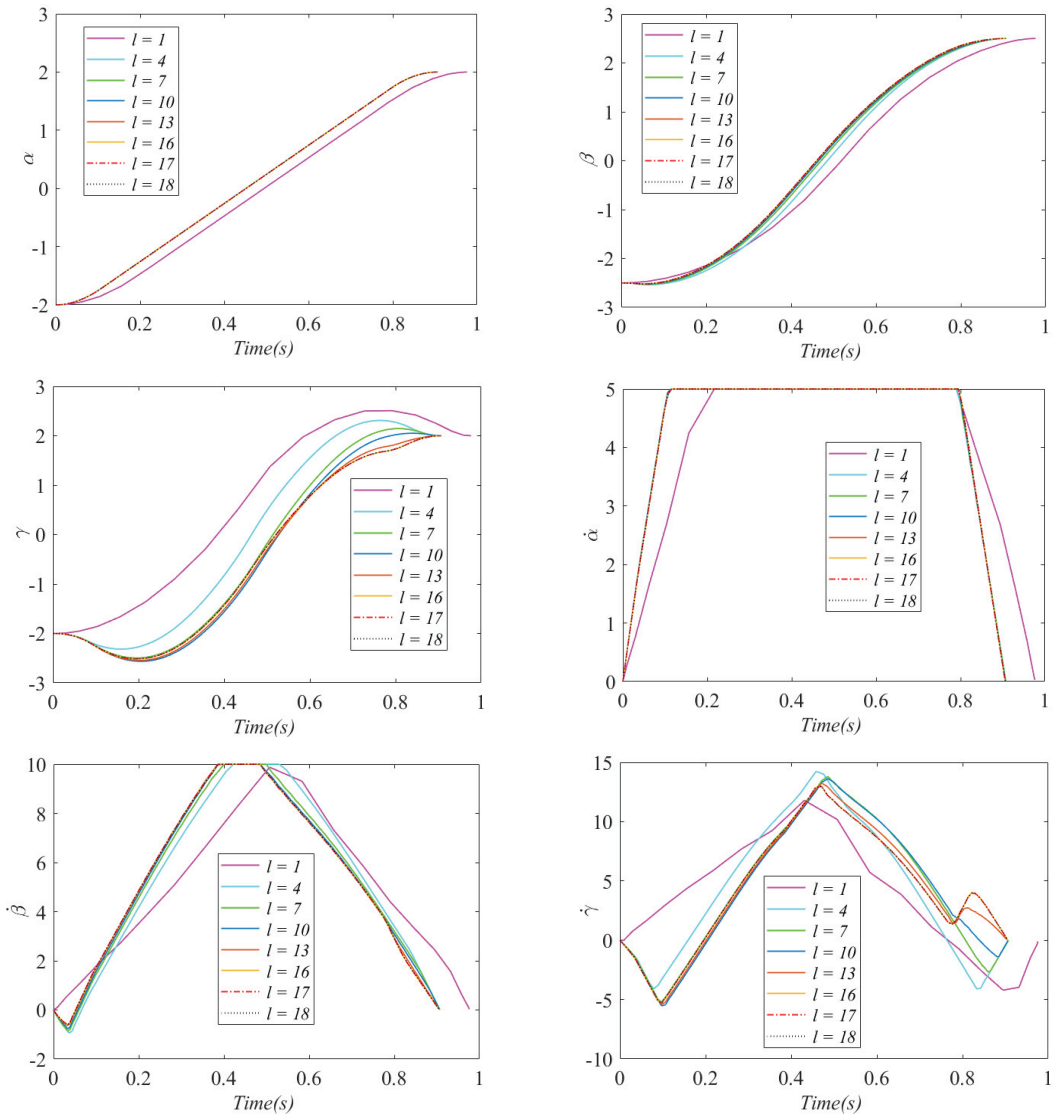 3
2
1
0
-1
-2
α
l = 1
l = 4
l = 7
l = 10
l = 13
l = 16
l = 17
l = 18
0 0.2 0.4 0.6 0.8 1
Time(s)
3
2
1
0
-1
-2
-3
β
l = 1
l = 4
l = 7
l = 10
l = 13
l = 16
l = 17
l = 18
0 0.2 0.4 0.6 0.8 1
Time(s)
3
2
1
0
-1
-2
-3
γ
l = 1
l = 4
l = 7
l = 10
l = 13
l = 16
l = 17
l = 18
0 0.2 0.4 0.6 0.8 1
Time(s)
5
4
3
2
1
0
α̇
l = 1
l = 4
l = 7
l = 10
l = 13
l = 16
l = 17
l = 18
0 0.2 0.4 0.6 0.8 1
Time(s)
10
8
6
4
2
0
-2
β̇
l = 1
l = 4
l = 7
l = 10
l = 13
l = 16
l = 17
l = 18
0 0.2 0.4 0.6 0.8 1
Time(s)
15
10
5
0
-5
-10
γ̇
l = 1
l = 4
l = 7
l = 10
l = 13
l = 16
l = 17
l = 18
0 0.2 0.4 0.6 0.8 1
Time(s)